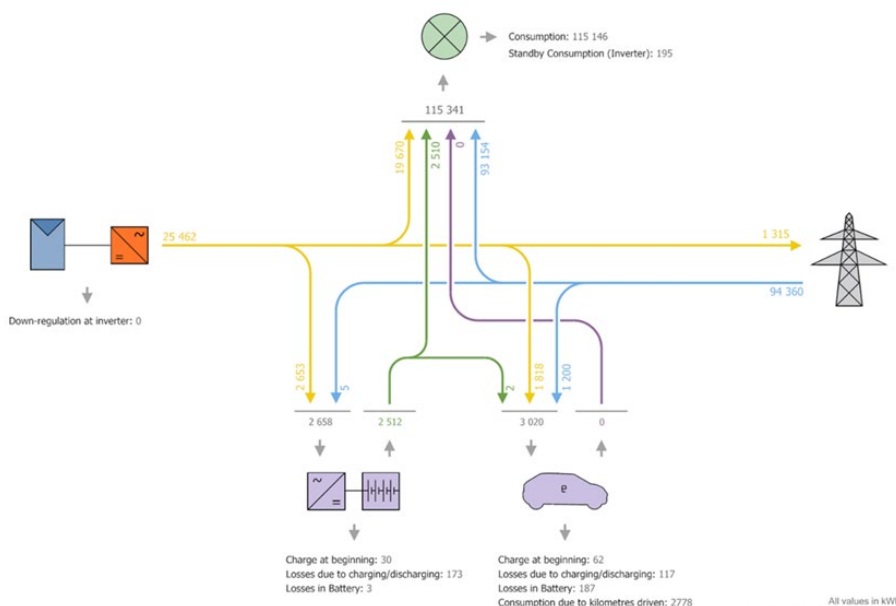 Consumption: 115 146
Standby Consumption (Inverter): 195
115 341
19 670
2 510
0
93 154
25 462
1 315
94 360
Down-regulation at inverter: 0
2 653
5
2
1 818
1 200
2 658
2 512
3 020
0
~
=
~
=
e
Charge at beginning: 30
Losses due to charging/discharging: 173
Losses in Battery: 3
Charge at beginning: 62
Losses due to charging/discharging: 117
Losses in Battery: 187
Consumption due to kilometres driven: 2778
All values in kW